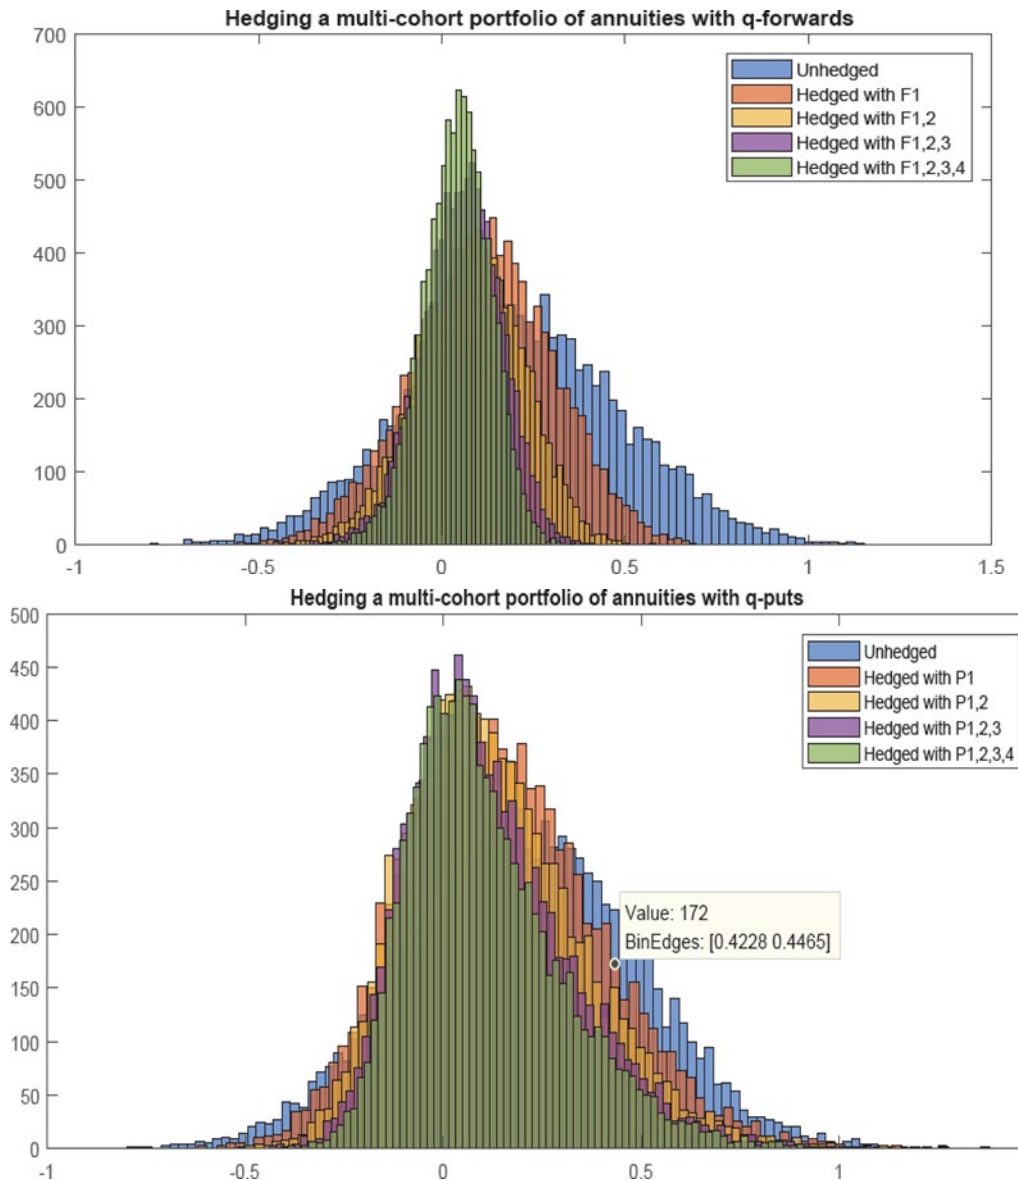 Hedging a multi-cohort portfolio of annuities with q-forwards
700
600
500
400
300
200
100
0
Unhedged
Hedged with F1
Hedged with F1,2
Hedged with F1,2,3
Hedged with F1,2,3,4
-1
-0.5
0
0.5
1
1.5
Hedging a multi-cohort portfolio of annuities with q-puts
500
450
400
350
300
250
200
150
100
50
0
Unhedged
Hedged with P1
Hedged with P1,2
Hedged with P1,2,3
Hedged with P1,2,3,4
Value: 172
BinEdges: [0.4228 0.4465]
-1
-0.5
0
0.5
1